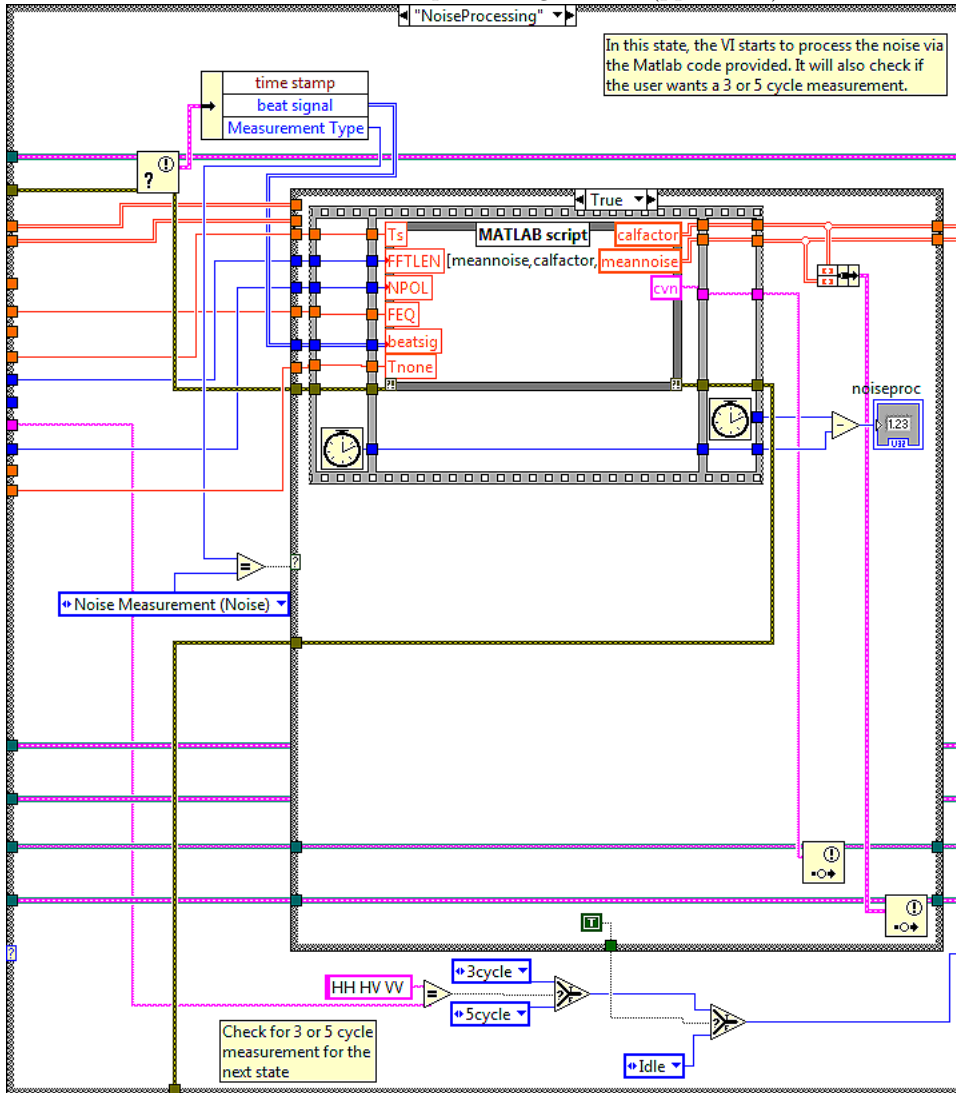 "NoiseProcessing"
In this state, the VI starts to process the noise via
the Matlab code provided. It will also check if
the user wants a 3 or 5 cycle measurement.
time stamp
beat signal
Measurement Type
?
True
MATLAB script
Ts
calfactor
FFTLEN
[meannoise,calfactor,
meannoise
NPOL
cvn
FEQ
beatsig
Tnone
noiseproc
1.23
U32
=
-
?
Noise Measurement (Noise)
T
?
HH HV VV
=
3cycle
5cycle
?
T
F
?
T
F
Idle
Check for 3 or 5 cycle
measurement for the
next state